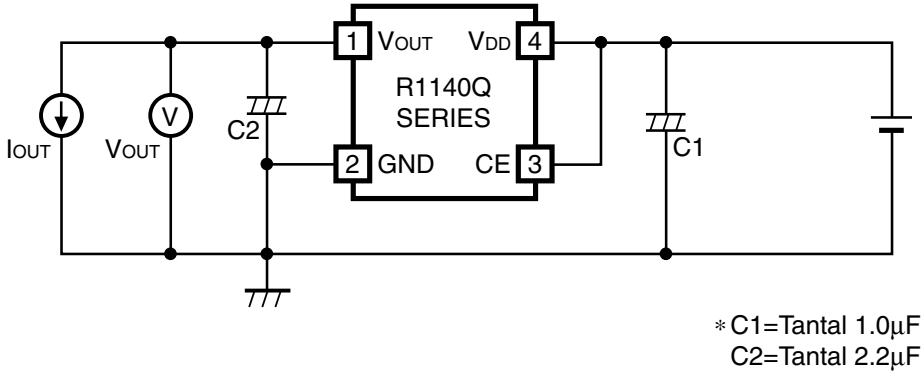 1 VOUT VDD 4
R1140Q
SERIES
IOUT
V
VOUT
C2
C1
2 GND CE 3
*C1=Tantal 1.0μF
C2=Tantal 2.2μF